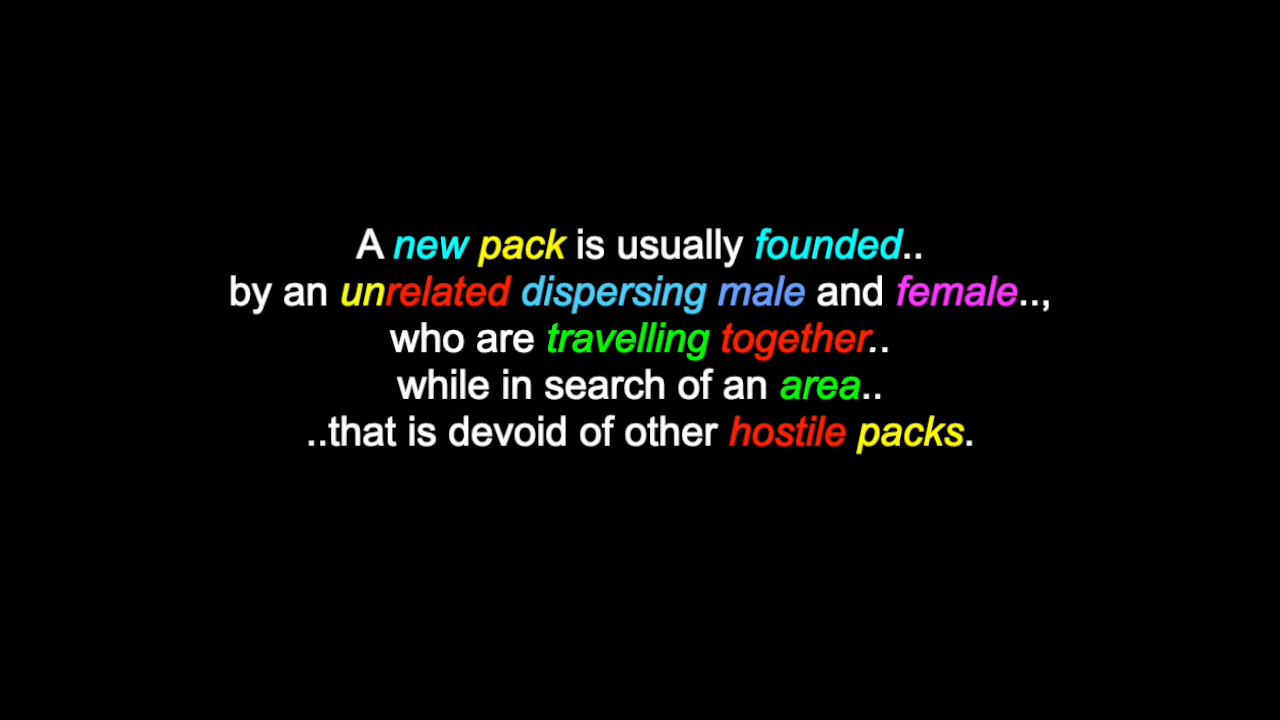 A new pack is usually founded..
by an unrelated dispersing male and female..,
who are travelling together..
while in search of an area..
..that is devoid of other hostile packs.